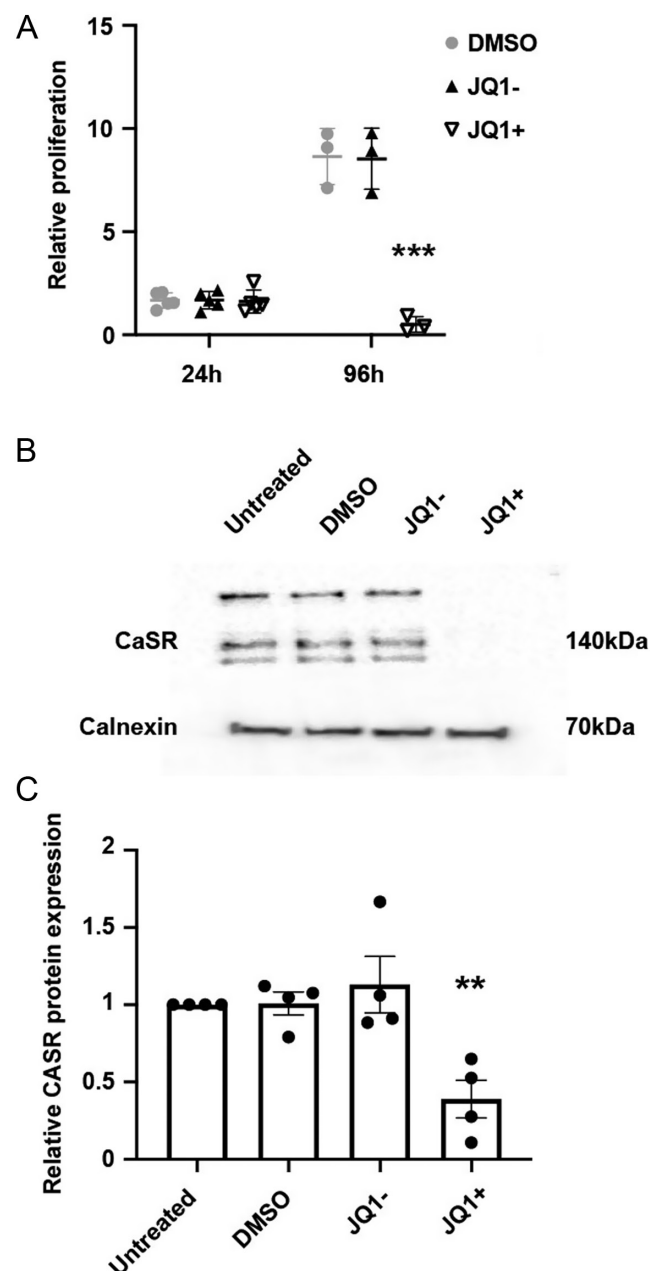 A
15
10
5
0
Relative proliferation
DMSO
JQ1-
JQ1+
***
24h
96h
B
Untreated
DMSO
JQ1-
JQ1+
CaSR
140kDa
Calnexin
70kDa
C
2
1.5
1
0.5
0
Relative CASR protein expression
**
Untreated
DMSO
JQ1-
JQ1+